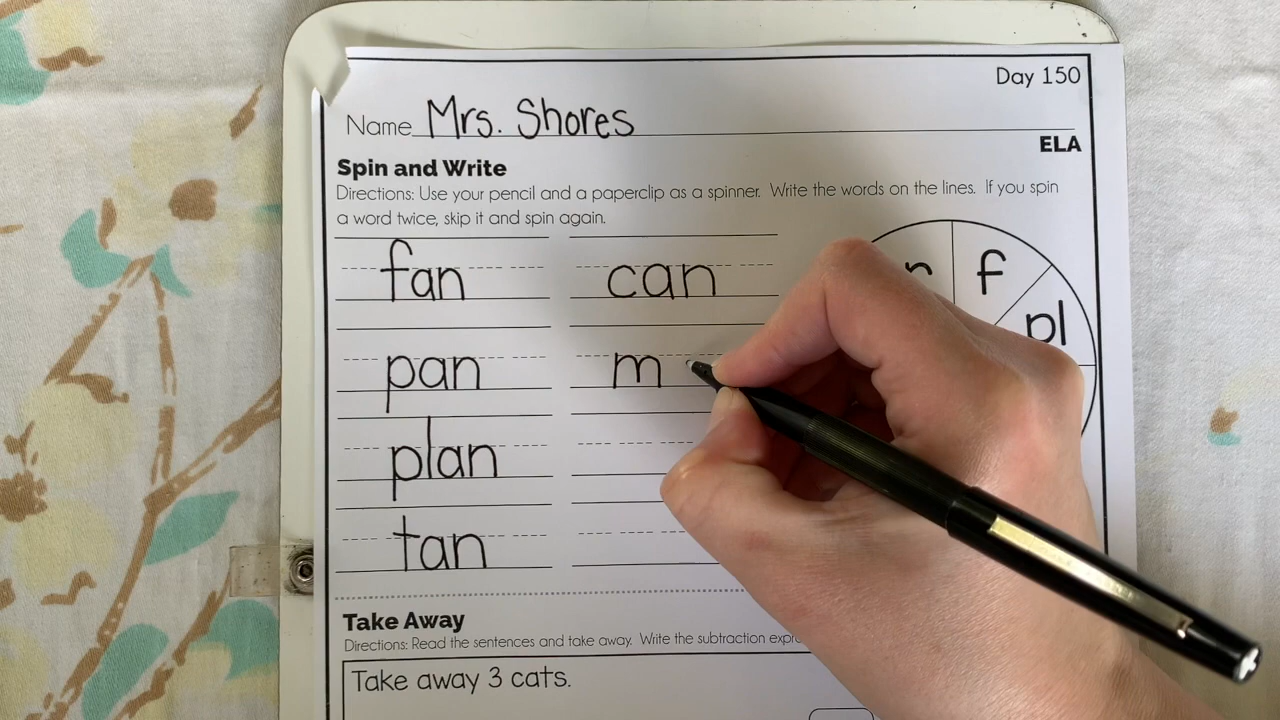 Day 150
Name Mrs. Shores
ELA
Spin and Write
Directions: Use your pencil and a paperclip as a spinner. Write the words on the lines. If you spin
a word twice, skip it and spin again.
fan can
f
pl
pan m
plan
tan
Take Away
Directions: Read the sentences and take away. Write the subtraction
Take away 3 cats.